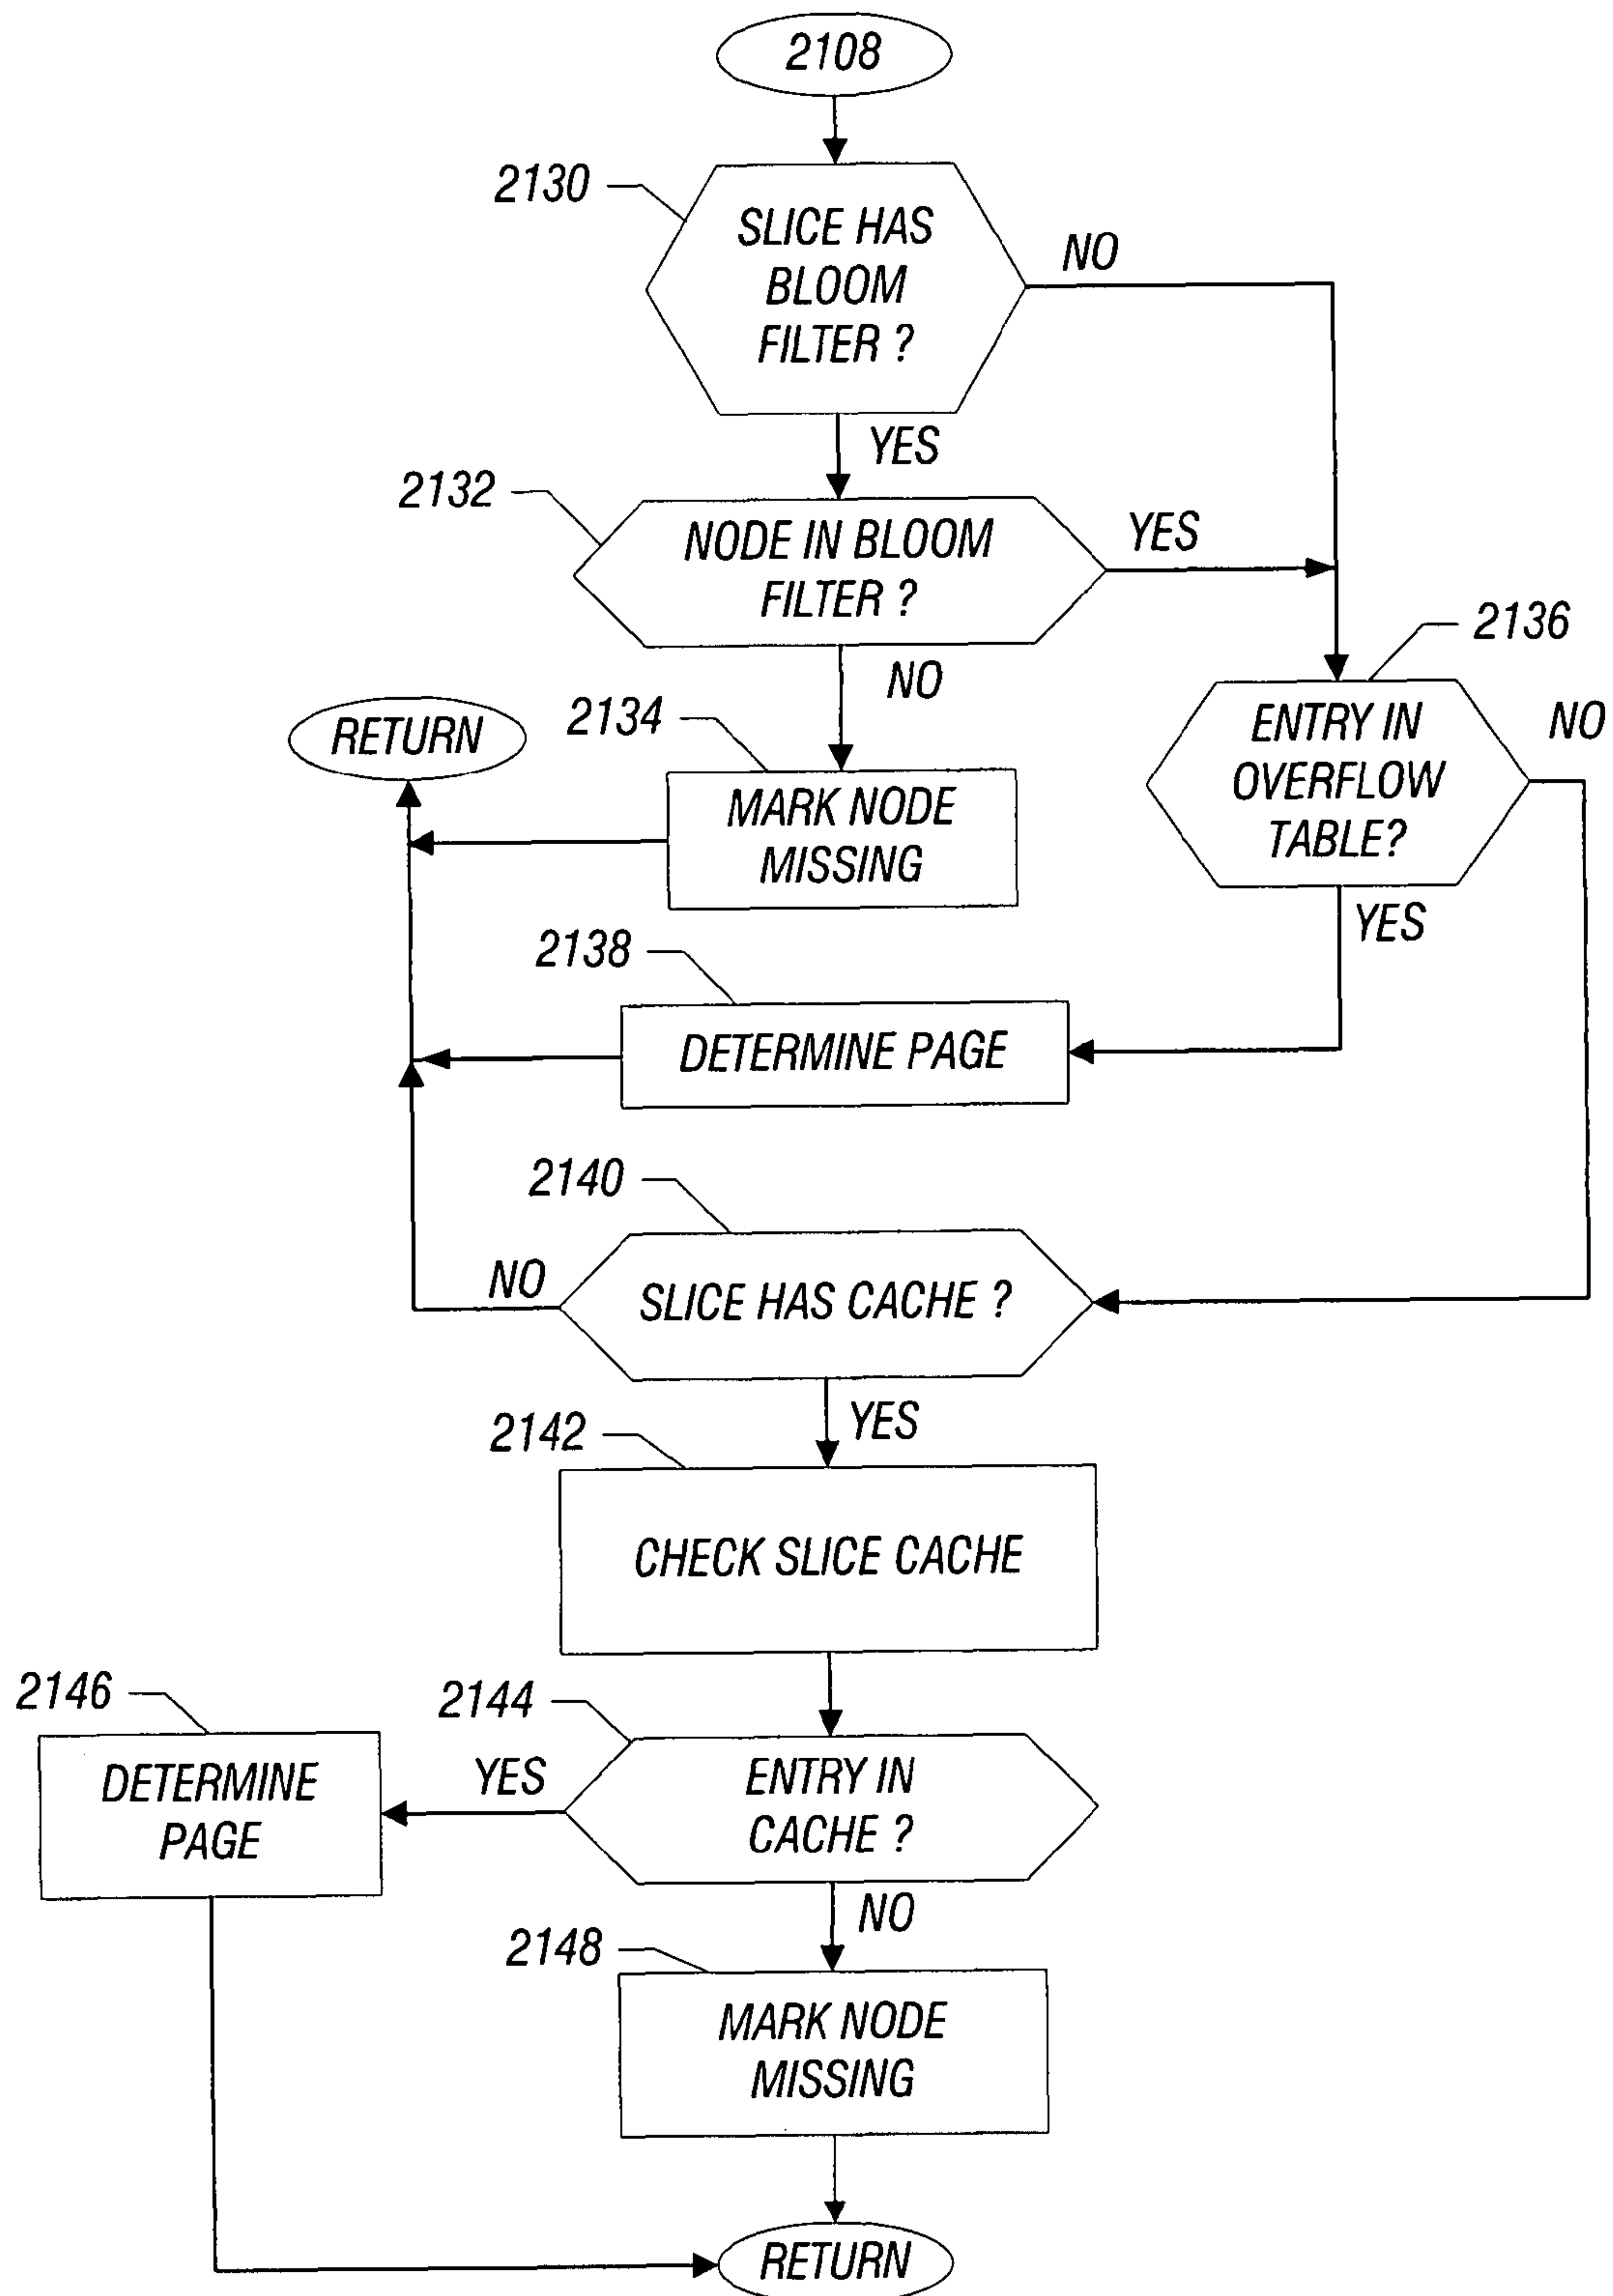 2108
2130
SLICE HAS
BLOOM
FILTER ?
NO
YES
2132
NODE IN BLOOM
FILTER ?
YES
2136
NO
2134
RETURN
MARK NODE
MISSING
ENTRY IN
OVERFLOW
TABLE?
NO
YES
2138
DETERMINE PAGE
2140
NO
SLICE HAS CACHE ?
YES
2142
CHECK SLICE CACHE
2146
2144
DETERMINE
PAGE
YES
ENTRY IN
CACHE ?
NO
2148
MARK NODE
MISSING
RETURN